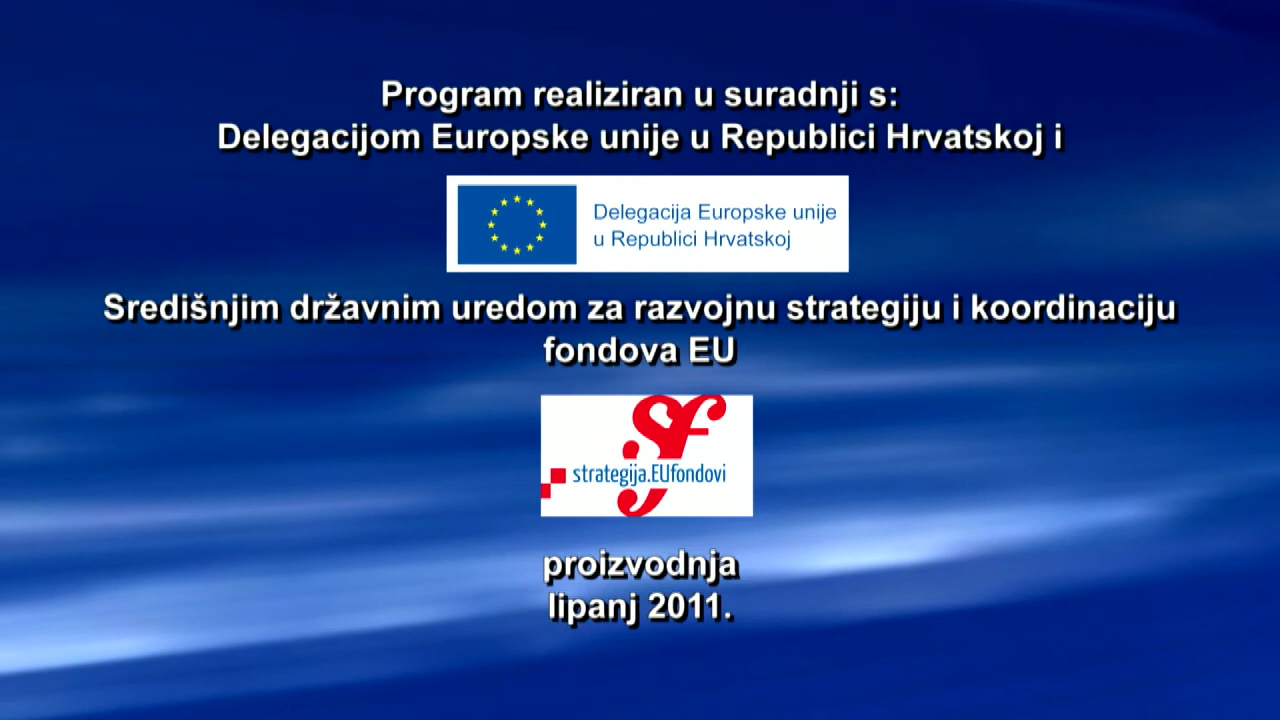 Program realiziran u suradnji s:
Delegacijom Europske unije u Republici Hrvatskoj i
Delegacija Europske unije
u Republici Hrvatskoj
Središnjim državnim uredom za razvojnu strategiju i koordinaciju
fondova EU
sf
strategija.EUfondovi
proizvodnja
lipanj 2011.